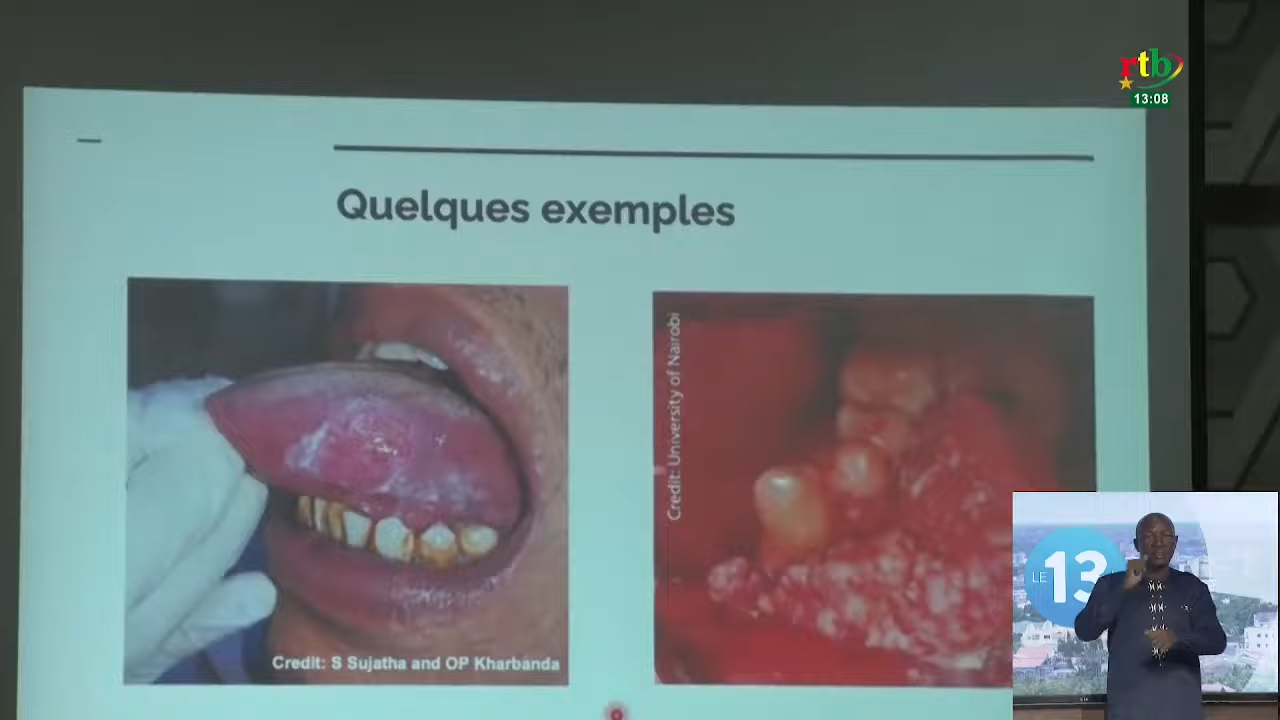 rtb
13:08
Quelques exemples
Credit: University of Nairobi
Credit: S Sujatha and OP Kharbanda
LE 13